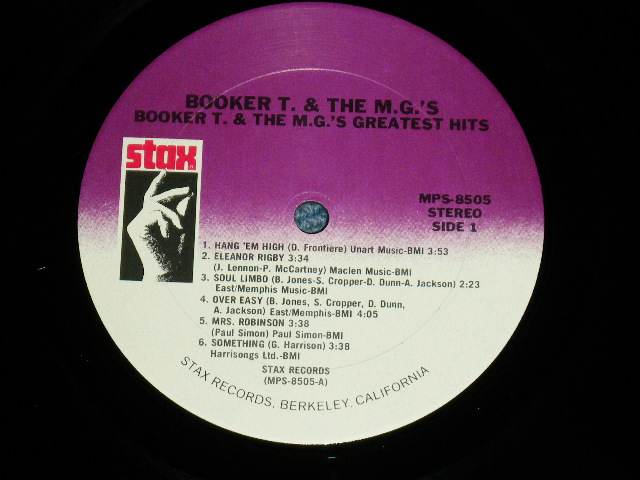 BOOKER T. & THE M.G.'S
BOOKER T. & THE M.G.'S GREATEST HITS
stax
MPS-8505
STEREO
SIDE 1
1. HANG 'EM HIGH (D. Frontiere) Unart Music-BMI 3:53
2. ELEANOR RIGBY 3:34
(J. Lennon-P. McCartney) Maclen Music-BMI
3. SOUL LIMBO (B. Jones-S. Cropper-D. Dunn-A. Jackson) 2:23
East/Memphis Music-BMI
4. OVER EASY (B. Jones, S. Cropper, D. Dunn,
A. Jackson) East/Memphis-BMI 4:05
5. MRS. ROBINSON 3:38
(Paul Simon) Paul Simon-BMI
6. SOMETHING (G. Harrison) 3:38
Harrisongs Ltd.-BMI
STAX RECORDS
(MPS-8505-A)
STAX RECORDS, BERKELEY, CALIFORNIA